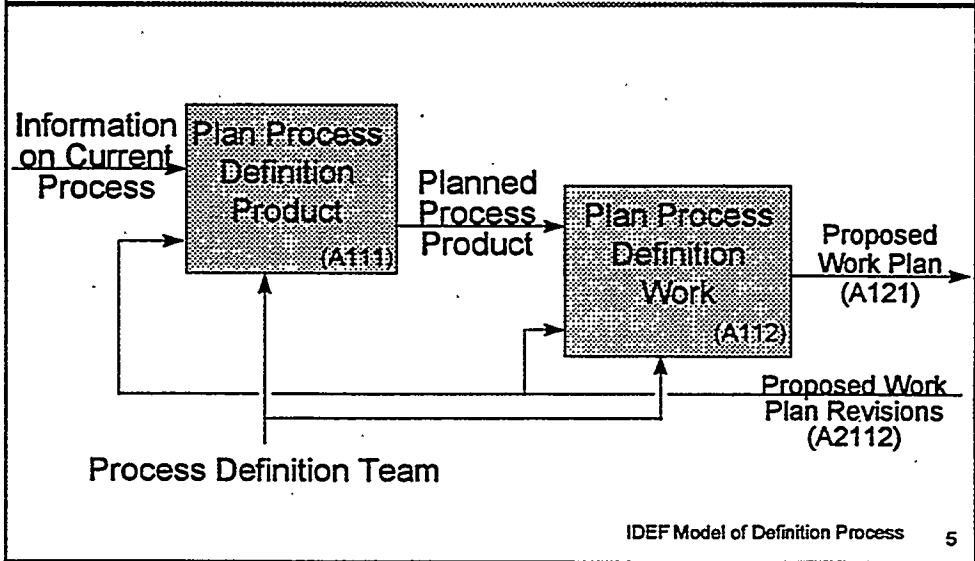 Information
on Current
Process
Plan Process
Definition
Product
(A111)
Planned
Process
Product
Plan Process
Definition
Work
(A112)
Proposed
Work Plan
(A121)
Proposed Work
Plan Revisions
(A2112)
Process Definition Team
IDEF Model of Definition Process 5